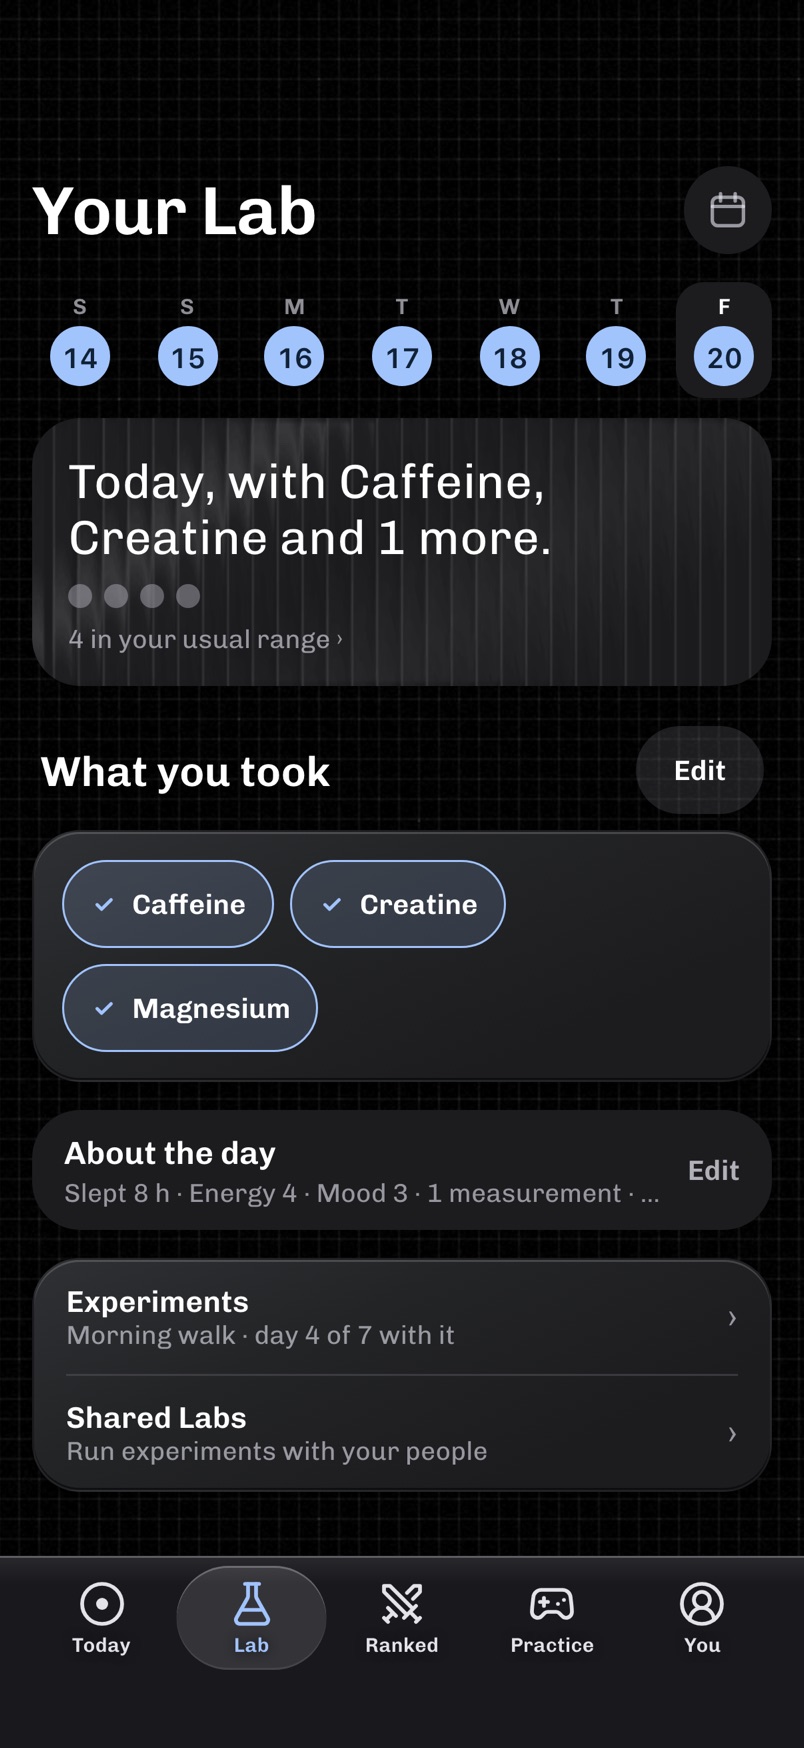 Your Lab
S S M T W T F
14 15 16 17 18 19 20
Today, with Caffeine,
Creatine and 1 more.
4 in your usual range ›
What you took
Edit
Caffeine
Creatine
Magnesium
About the day
Slept 8 h · Energy 4 · Mood 3 · 1 measurement · ...
Edit
Experiments
Morning walk · day 4 of 7 with it
Shared Labs
Run experiments with your people
Today
Lab
Ranked
Practice
You